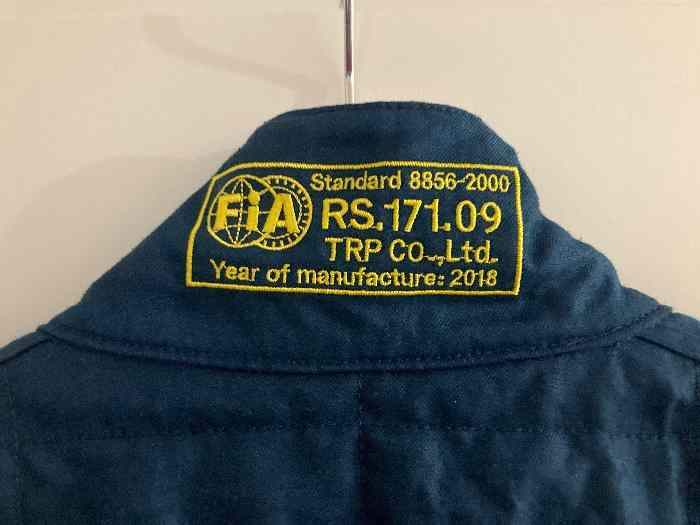 FiA
Standard 8856-2000
RS.171.09
TRP CO.,Ltd.
Year of manufacture: 2018